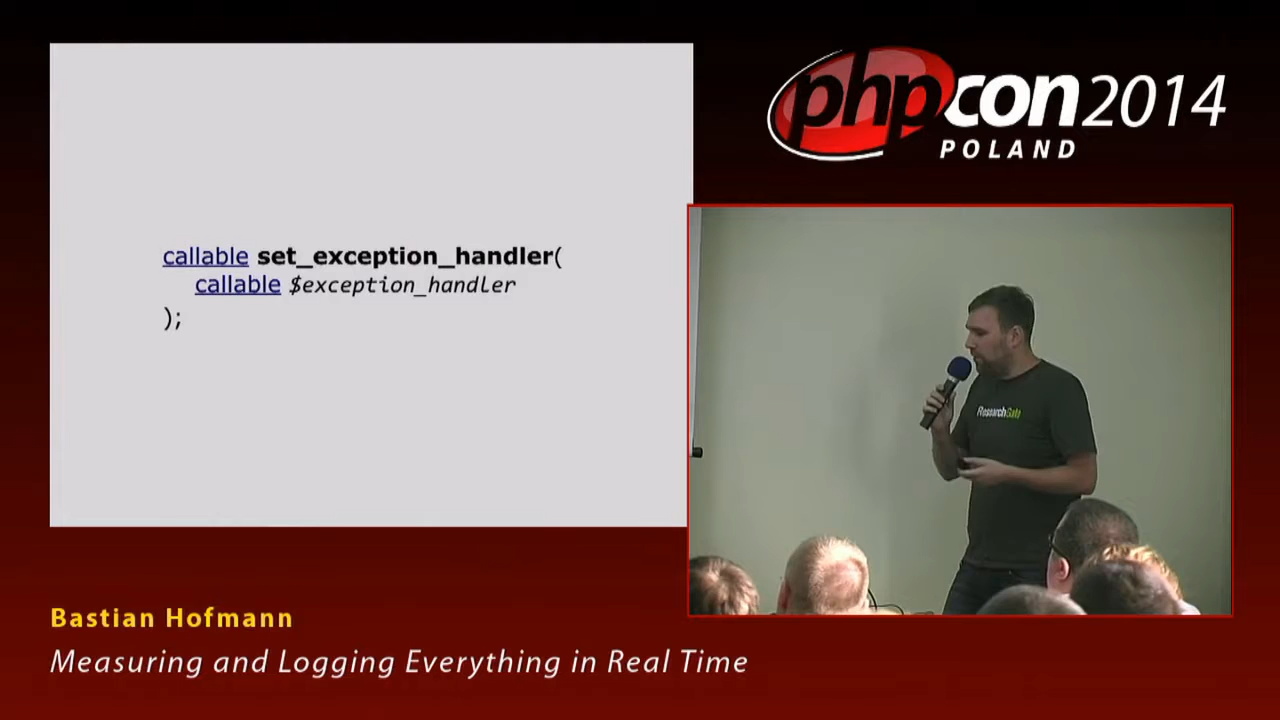 callable set_exception_handler(
callable $exception_handler
);
phpcon2014
POLAND
ResearchGate
Bastian Hofmann
Measuring and Logging Everything in Real Time